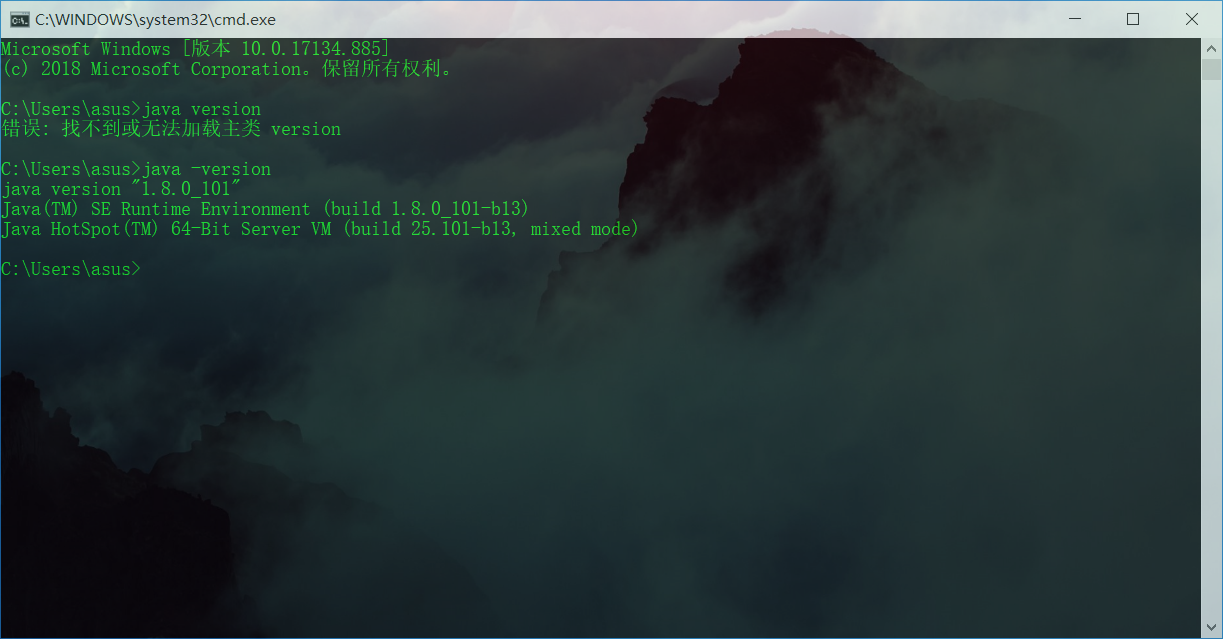 C:\WINDOWS\system32\cmd.exe
Microsoft Windows [版本 10.0.17134.885]
(c) 2018 Microsoft Corporation。保留所有权利。
C:\Users\asus>java version
错误: 找不到或无法加载主类 version
C:\Users\asus>java -version
java version "1.8.0_101"
Java(TM) SE Runtime Environment (build 1.8.0_101-b13)
Java HotSpot(TM) 64-Bit Server VM (build 25.101-b13, mixed mode)
C:\Users\asus>